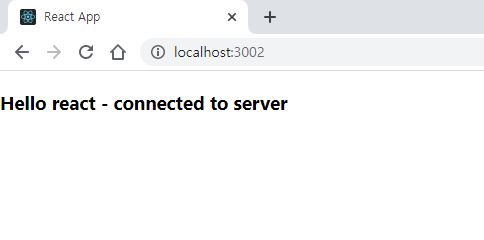 React App
localhost:3002
Hello react - connected to server